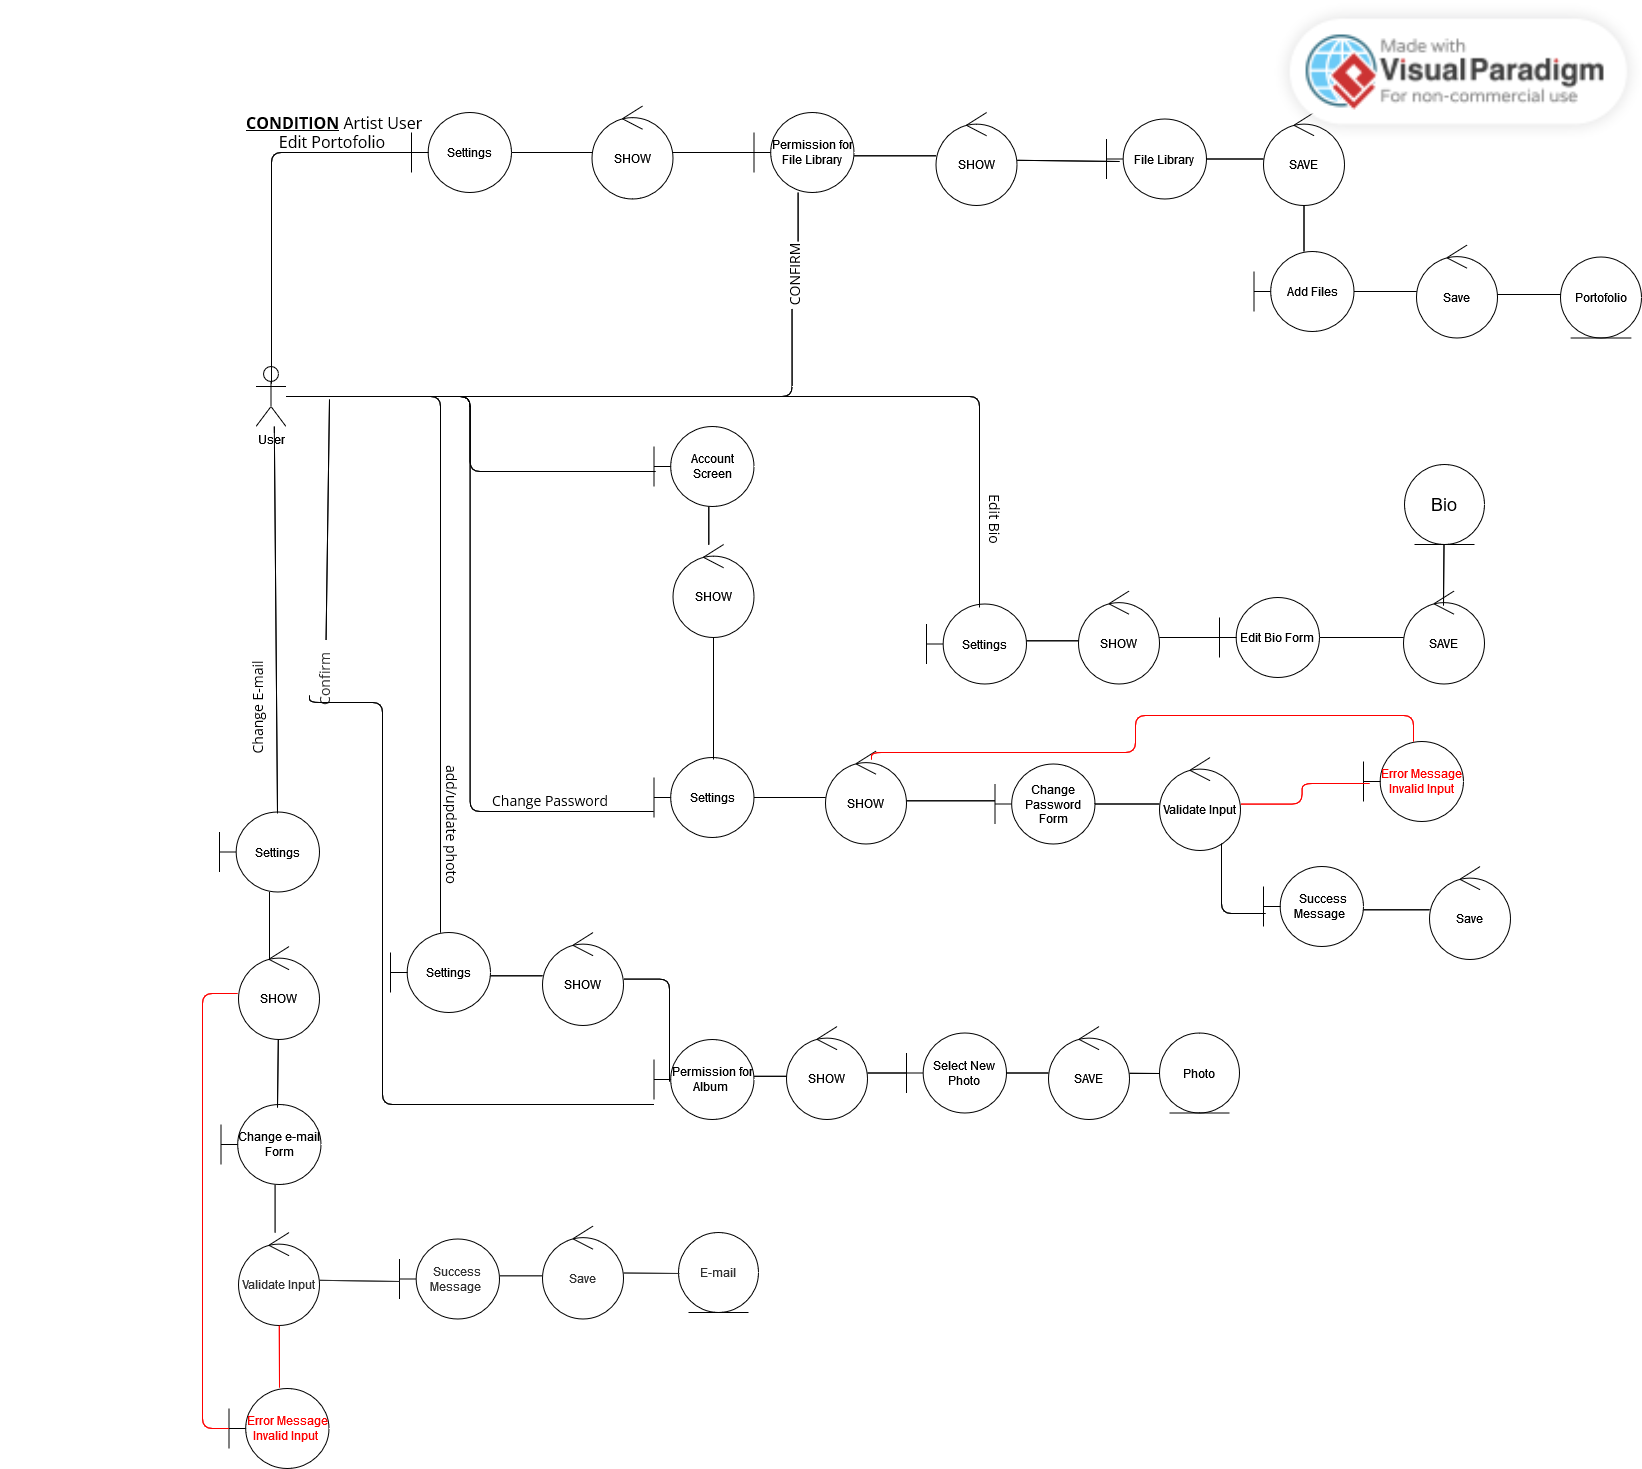 Made with
Visual Paradigm
For non-commercial use
CONDITION Artist User
Edit Portofolio
Settings
SHOW
Permission for
File Library
SHOW
File Library
SAVE
CONFIRM
Add Files
Save
Portofolio
User
Account
Screen
Edit Bio
Bio
SHOW
Settings
SHOW
Edit Bio Form
SAVE
Change E-mail
Confirm
add/update photo
Change Password
Settings
SHOW
Change
Password
Form
Validate Input
Error Message
Invalid Input
Settings
Success
Message
Save
Settings
SHOW
SHOW
Permission for
Album
SHOW
Select New
Photo
SAVE
Photo
Change e-mail
Form
Validate Input
Success
Message
Save
E-mail
Error Message
Invalid Input